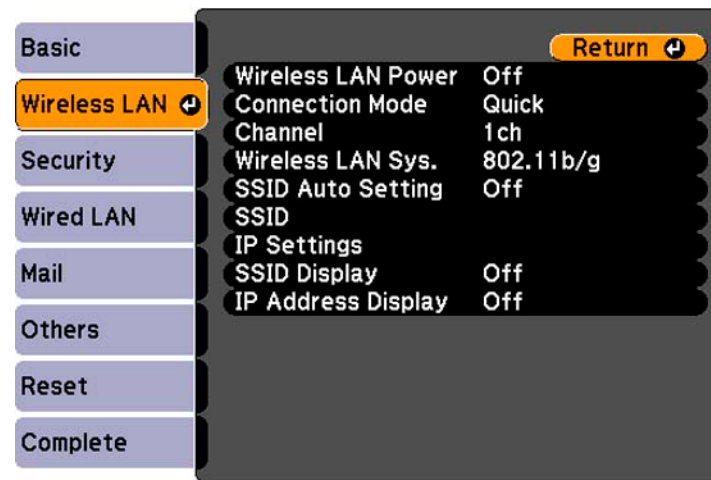 Basic
Wireless LAN
Security
Wired LAN
Mail
Others
Reset
Complete
Return
Wireless LAN Power Off
Connection Mode Quick
Channel 1ch
Wireless LAN Sys. 802.11b/g
SSID Auto Setting Off
SSID
IP Settings
SSID Display Off
IP Address Display Off